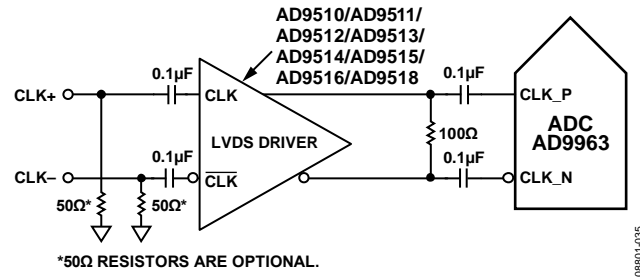 AD9510/AD9511/
AD9512/AD9513/
AD9514/AD9515/
AD9516/AD9518
0.1µF
0.1µF
CLK+
CLK
CLK_P
ADC
AD9963
LVDS DRIVER
100Ω
0.1µF
0.1µF
CLK–
CLK
CLK_N
50Ω*
50Ω*
*50Ω RESISTORS ARE OPTIONAL.
08801-035